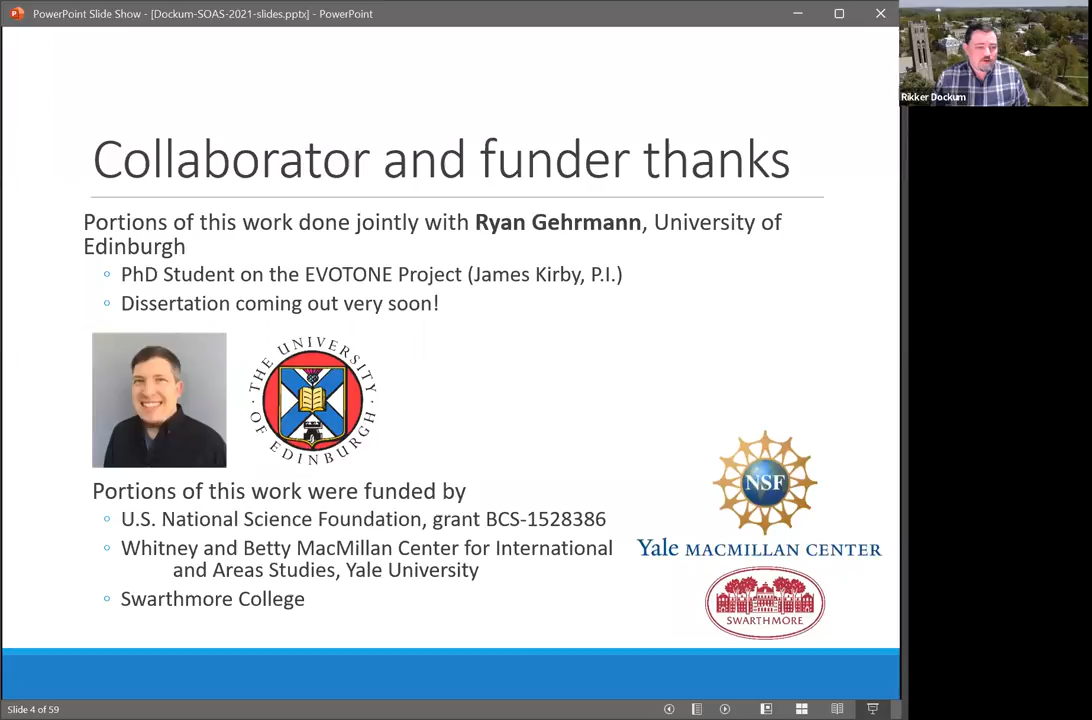 PowerPoint Slide Show - [Dockum-SOAS-2021-slides.pptx] - PowerPoint
Rikker Dockum
Collaborator and funder thanks
Portions of this work done jointly with Ryan Gehrmann, University of
Edinburgh
PhD Student on the EVOTONE Project (James Kirby, P.I.)
Dissertation coming out very soon!
THE UNIVERSITY OF EDINBURGH
Portions of this work were funded by
U.S. National Science Foundation, grant BCS-1528386
Whitney and Betty MacMillan Center for International
and Areas Studies, Yale University
Swarthmore College
NSF
Yale MACMILLAN CENTER
SWARTHMORE
Slide 4 of 59